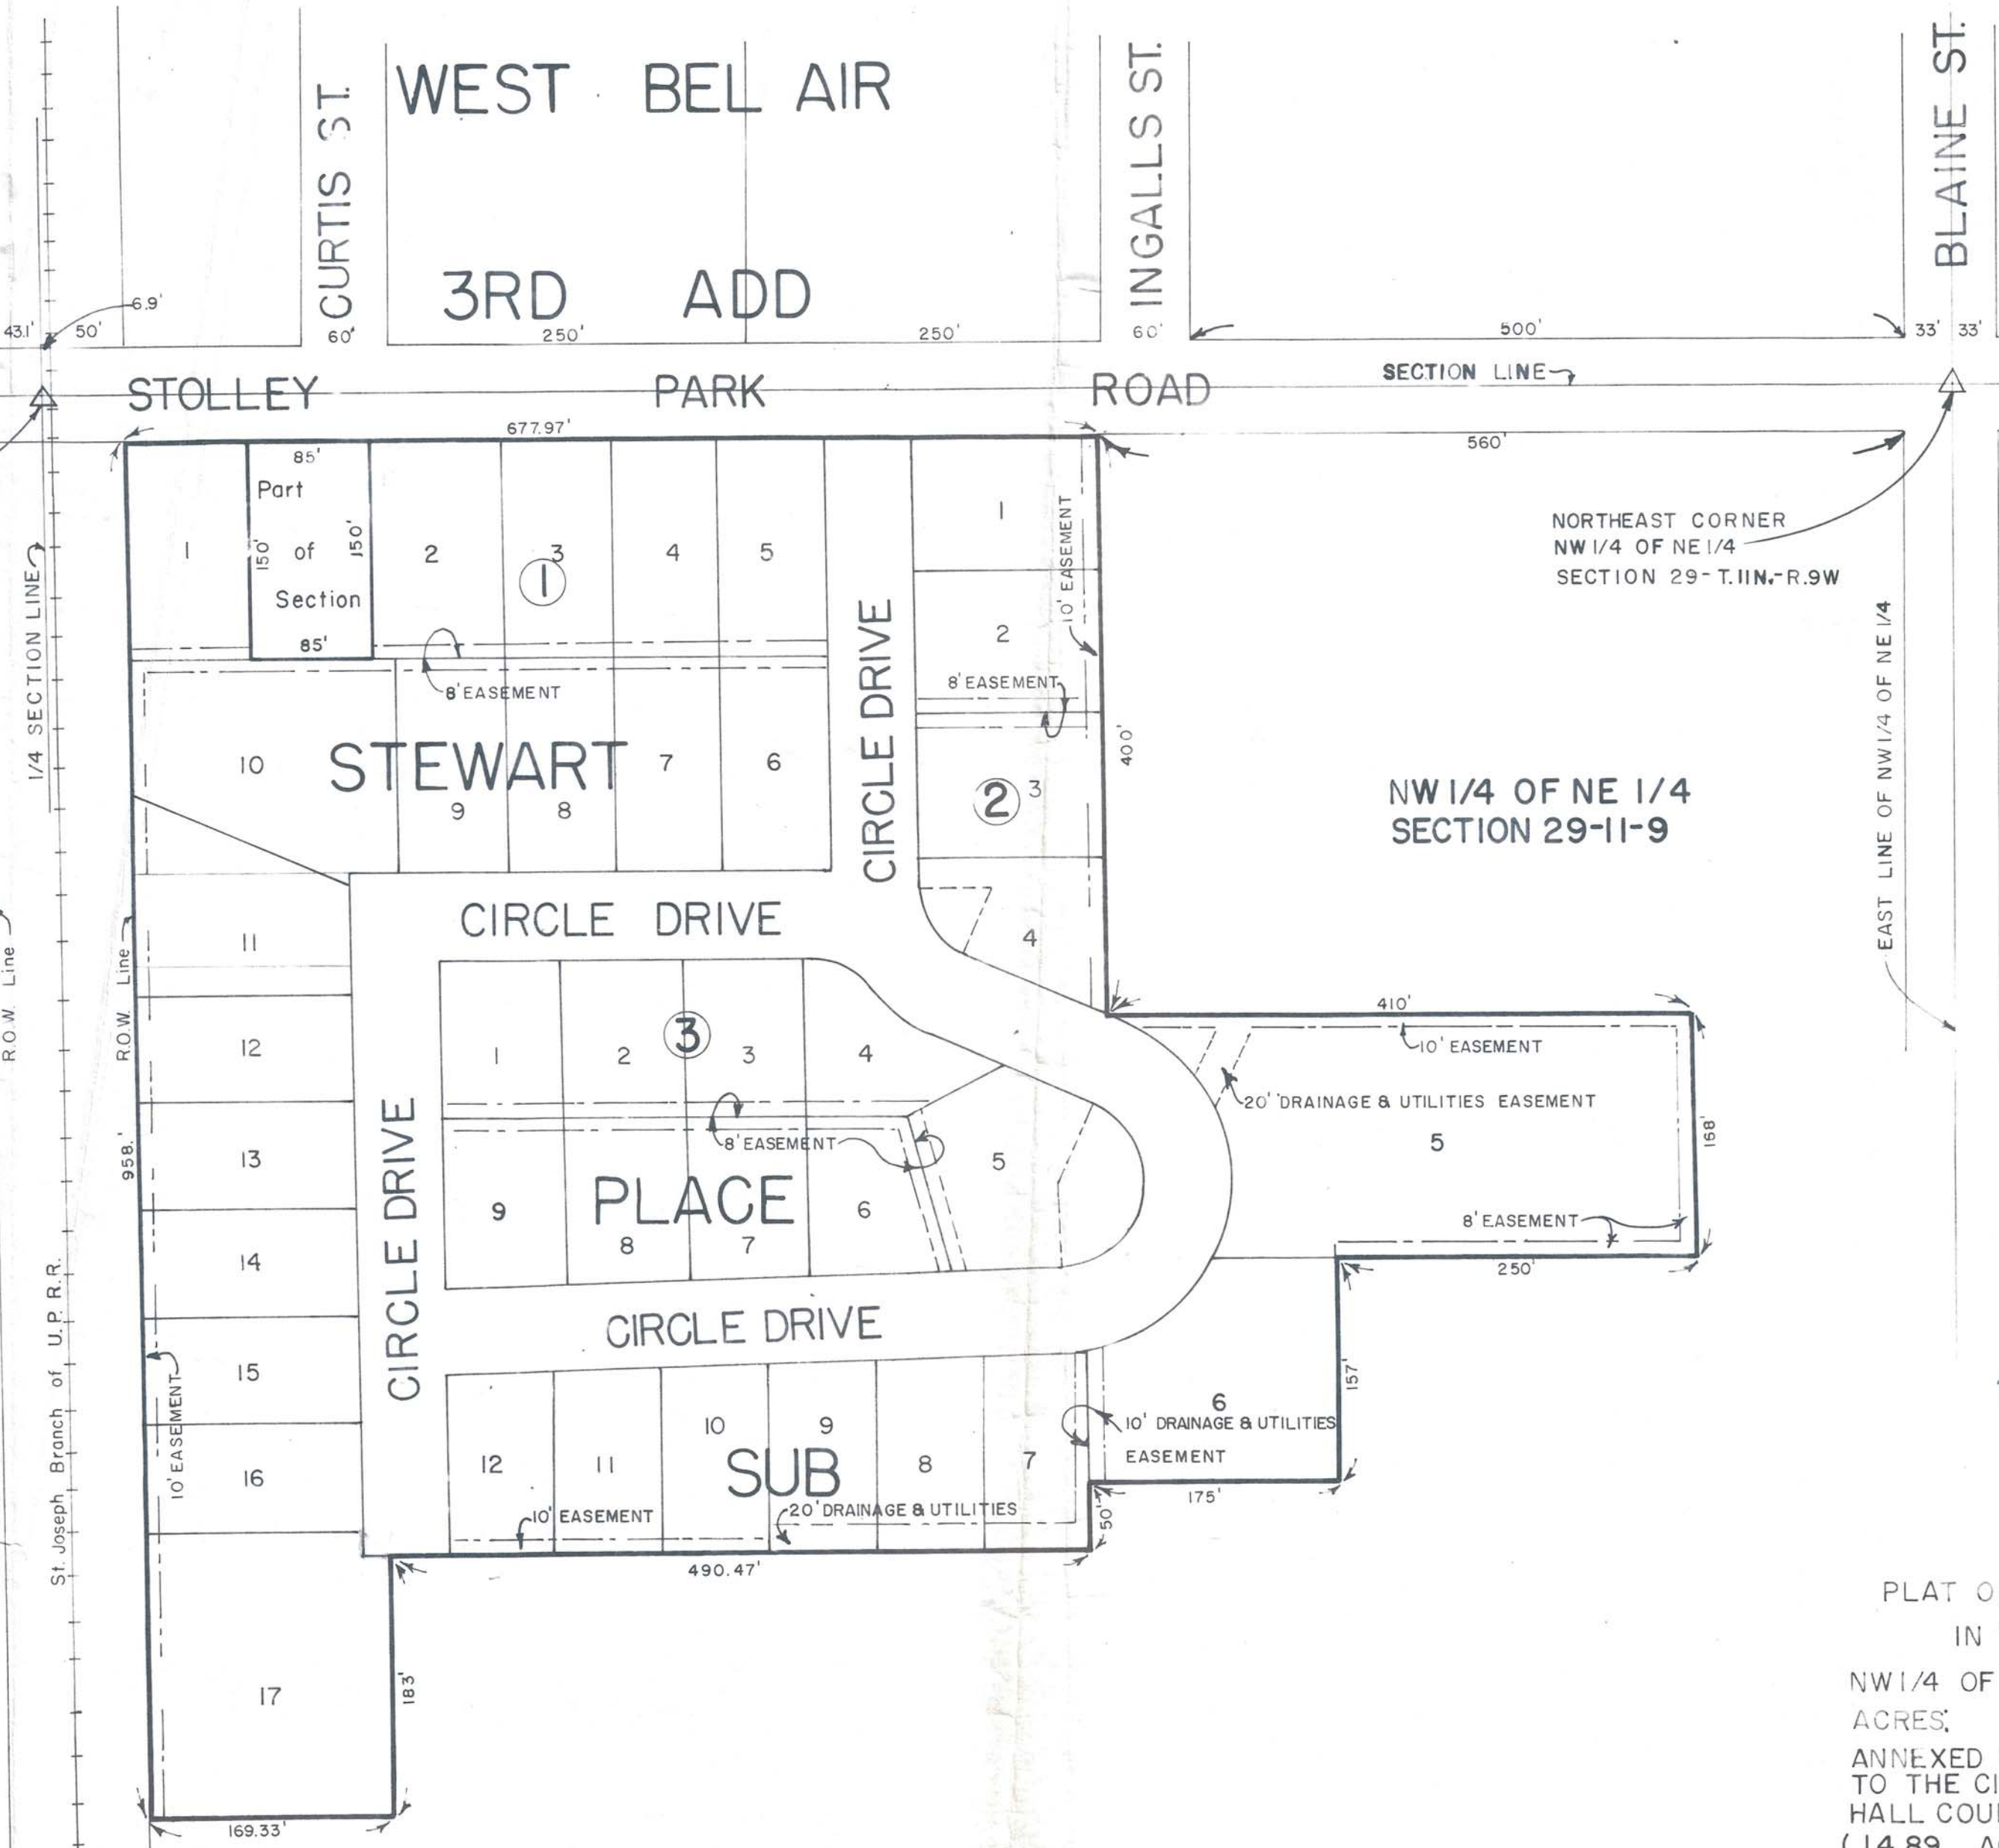 WEST BEL AIR
3RD ADD
CURTIS ST.
INGALLS ST.
BLAINE ST.
6.9'
43.1'
50'
60'
250'
250'
60'
500'
33'
33'
STOLLEY PARK ROAD
SECTION LINE
677.97'
560'
NORTHEAST CORNER
NW 1/4 OF NE 1/4
SECTION 29-T.11N.-R.9W
1/4 SECTION LINE
85'
Part
of
Section
150'
150'
85'
1
2
3
4
5
1
8' EASEMENT
10
STEWART
9
8
7
6
CIRCLE DRIVE
1
10' EASEMENT
2
8' EASEMENT
400'
2
3
4
NW 1/4 OF NE 1/4
SECTION 29-11-9
EAST LINE OF NW 1/4 OF NE 1/4
CIRCLE DRIVE
R.O.W. Line
R.O.W. Line
11
12
13
14
15
16
17
958.'
10' EASEMENT
St. Joseph Branch of U.P. R.R.
CIRCLE DRIVE
3
1
2
3
4
8' EASEMENT
5
PLACE
9
8
7
6
410'
10' EASEMENT
20' DRAINAGE & UTILITIES EASEMENT
5
168'
8' EASEMENT
250'
157'
CIRCLE DRIVE
6
10' DRAINAGE & UTILITIES
EASEMENT
12
11
10
9
8
7
SUB
10' EASEMENT
20' DRAINAGE & UTILITIES
175'
50'
490.47'
183'
169.33'
PLAT O
IN
NW 1/4 OF
ACRES.
ANNEXED
TO THE CI
HALL COU
(14.89 A